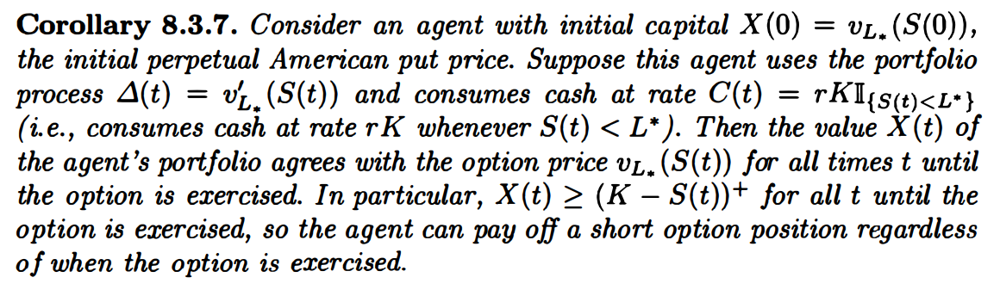 Corollary 8.3.7. Consider an agent with initial capital X(0) = v_{L_*}(S(0)),
the initial perpetual American put price. Suppose this agent uses the portfolio
process Δ(t) = v'_{L_*}(S(t)) and consumes cash at rate C(t) = rK𝕀_{{S(t)<L*}}
(i.e., consumes cash at rate rK whenever S(t) < L*). Then the value X(t) of
the agent's portfolio agrees with the option price v_{L_*}(S(t)) for all times t until
the option is exercised. In particular, X(t) ≥ (K − S(t))⁺ for all t until the
option is exercised, so the agent can pay off a short option position regardless
of when the option is exercised.